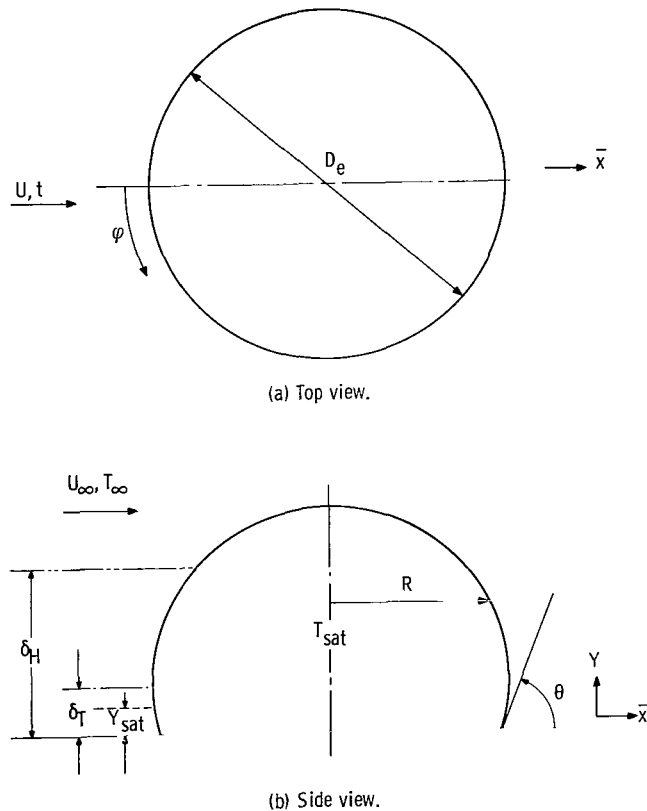 D_e
x̄
U, t
φ
(a) Top view.
U_∞, T_∞
R
T_sat
δ_H
δ_T
Y_sat
Y
θ
x̄
(b) Side view.